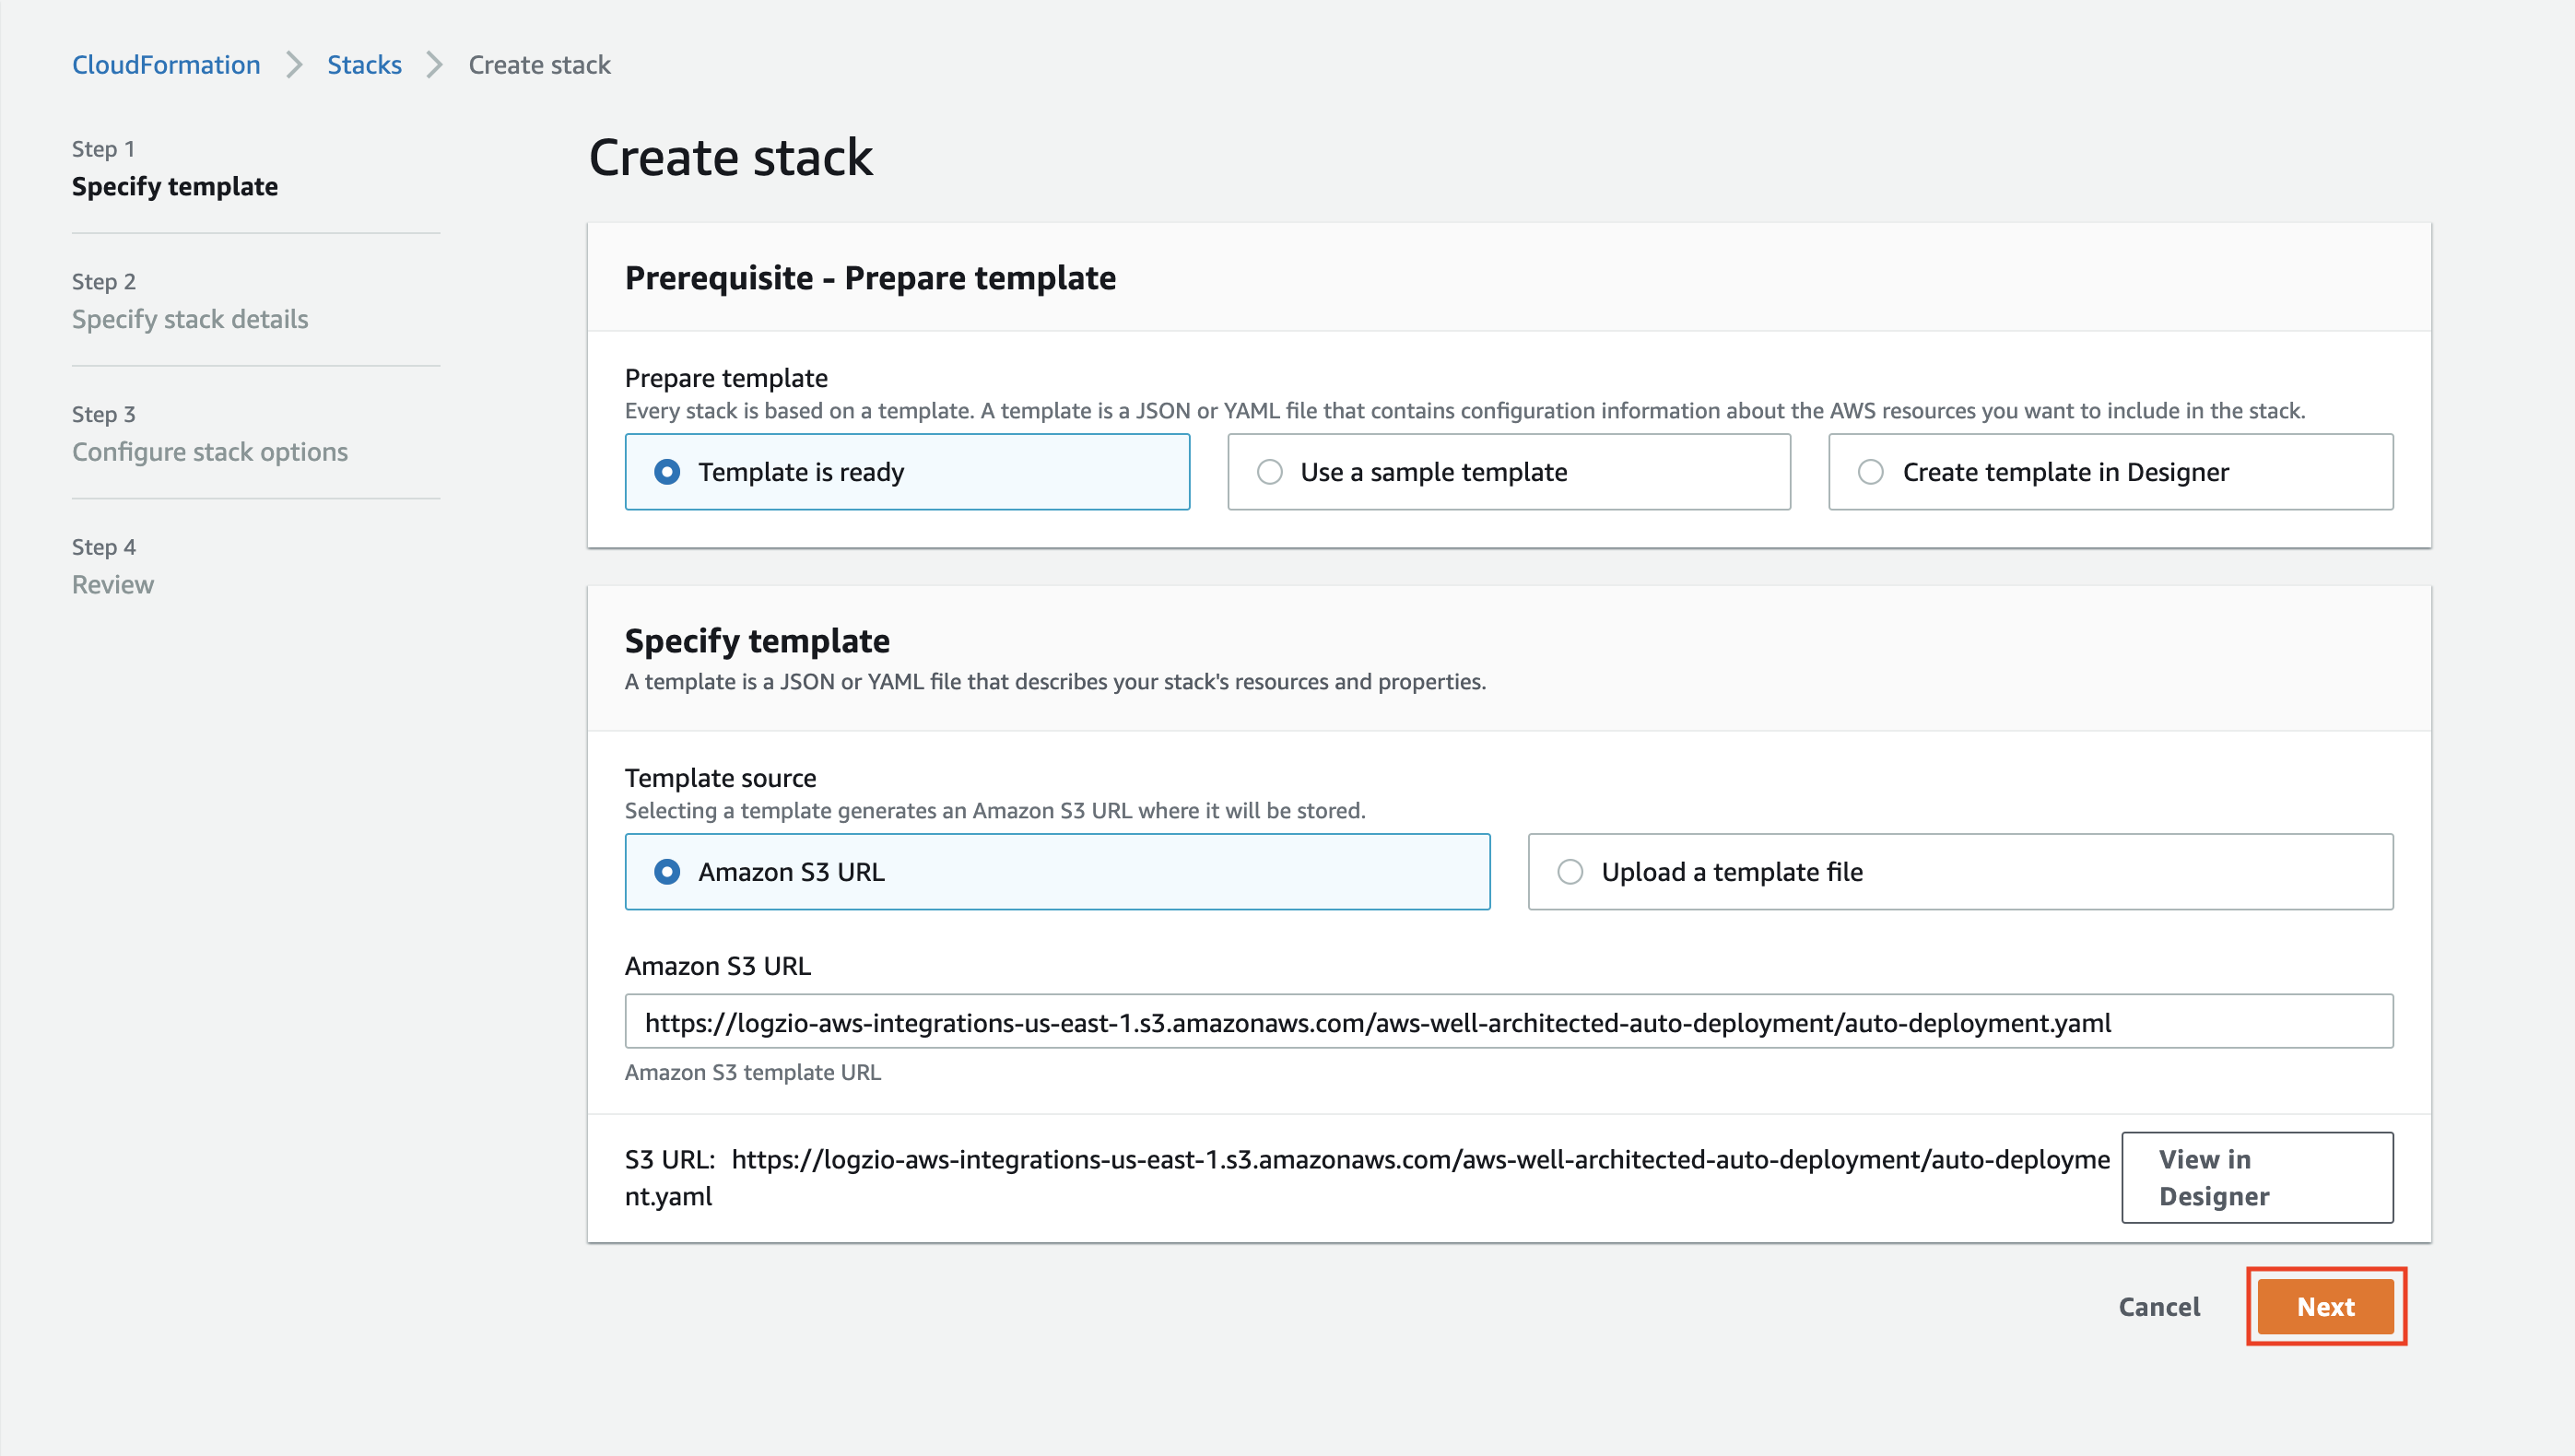 CloudFormation > Stacks > Create stack
Step 1
Specify template
Step 2
Specify stack details
Step 3
Configure stack options
Step 4
Review
Create stack
Prerequisite - Prepare template
Prepare template
Every stack is based on a template. A template is a JSON or YAML file that contains configuration information about the AWS resources you want to include in the stack.
Template is ready
Use a sample template
Create template in Designer
Specify template
A template is a JSON or YAML file that describes your stack's resources and properties.
Template source
Selecting a template generates an Amazon S3 URL where it will be stored.
Amazon S3 URL
Upload a template file
Amazon S3 URL
https://logzio-aws-integrations-us-east-1.s3.amazonaws.com/aws-well-architected-auto-deployment/auto-deployment.yaml
Amazon S3 template URL
S3 URL: https://logzio-aws-integrations-us-east-1.s3.amazonaws.com/aws-well-architected-auto-deployment/auto-deployme
nt.yaml
View in
Designer
Cancel
Next